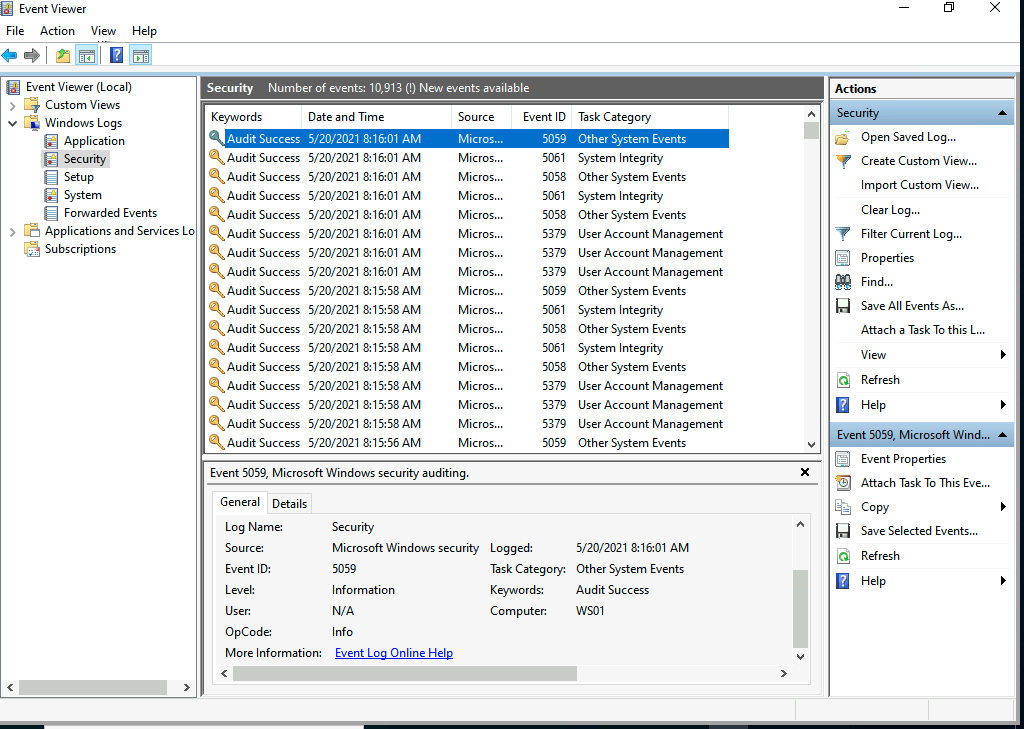 Event Viewer
File Action View Help
Event Viewer (Local)
Custom Views
Windows Logs
Application
Security
Setup
System
Forwarded Events
Applications and Services Lo
Subscriptions
Security Number of events: 10,913 (!) New events available
Keywords Date and Time Source Event ID Task Category
Audit Success 5/20/2021 8:16:01 AM Micros... 5059 Other System Events
Audit Success 5/20/2021 8:16:01 AM Micros... 5061 System Integrity
Audit Success 5/20/2021 8:16:01 AM Micros... 5058 Other System Events
Audit Success 5/20/2021 8:16:01 AM Micros... 5061 System Integrity
Audit Success 5/20/2021 8:16:01 AM Micros... 5058 Other System Events
Audit Success 5/20/2021 8:16:01 AM Micros... 5379 User Account Management
Audit Success 5/20/2021 8:16:01 AM Micros... 5379 User Account Management
Audit Success 5/20/2021 8:16:01 AM Micros... 5379 User Account Management
Audit Success 5/20/2021 8:15:58 AM Micros... 5059 Other System Events
Audit Success 5/20/2021 8:15:58 AM Micros... 5061 System Integrity
Audit Success 5/20/2021 8:15:58 AM Micros... 5058 Other System Events
Audit Success 5/20/2021 8:15:58 AM Micros... 5061 System Integrity
Audit Success 5/20/2021 8:15:58 AM Micros... 5058 Other System Events
Audit Success 5/20/2021 8:15:58 AM Micros... 5379 User Account Management
Audit Success 5/20/2021 8:15:58 AM Micros... 5379 User Account Management
Audit Success 5/20/2021 8:15:58 AM Micros... 5379 User Account Management
Audit Success 5/20/2021 8:15:56 AM Micros... 5059 Other System Events
Event 5059, Microsoft Windows security auditing.
General Details
Log Name: Security
Source: Microsoft Windows security Logged: 5/20/2021 8:16:01 AM
Event ID: 5059 Task Category: Other System Events
Level: Information Keywords: Audit Success
User: N/A Computer: WS01
OpCode: Info
More Information: Event Log Online Help
Actions
Security
Open Saved Log...
Create Custom View...
Import Custom View...
Clear Log...
Filter Current Log...
Properties
Find...
Save All Events As...
Attach a Task To this L...
View
Refresh
Help
Event 5059, Microsoft Wind...
Event Properties
Attach Task To This Eve...
Copy
Save Selected Events...
Refresh
Help